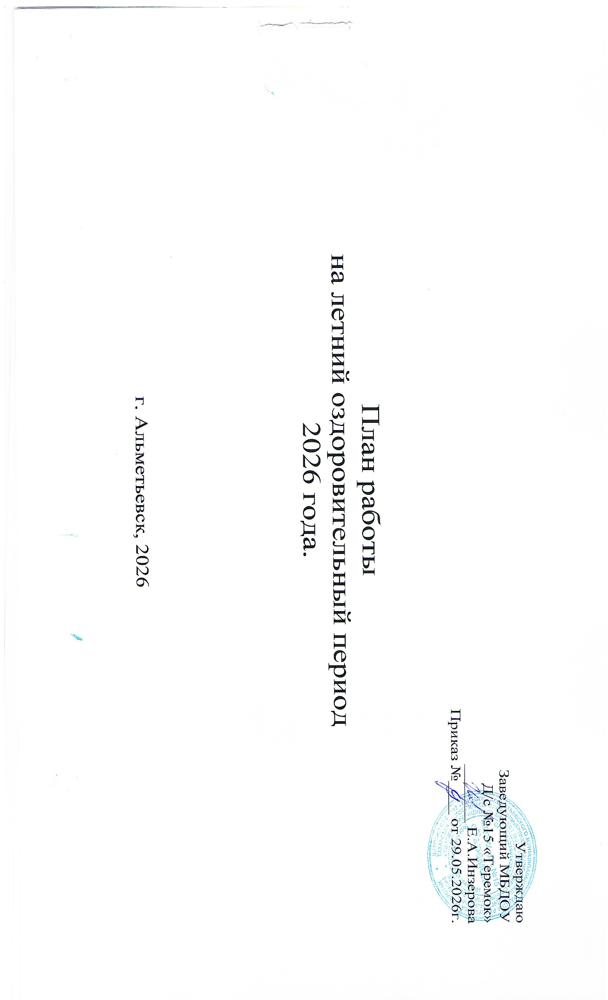 Утверждаю
Заведующий МБДОУ
Д/с №15 «Теремок»
Е.А.Инзерова
Приказ № от 29.05.2026г.
План работы
на летний оздоровительный период
2026 года.
г. Альметьевск, 2026